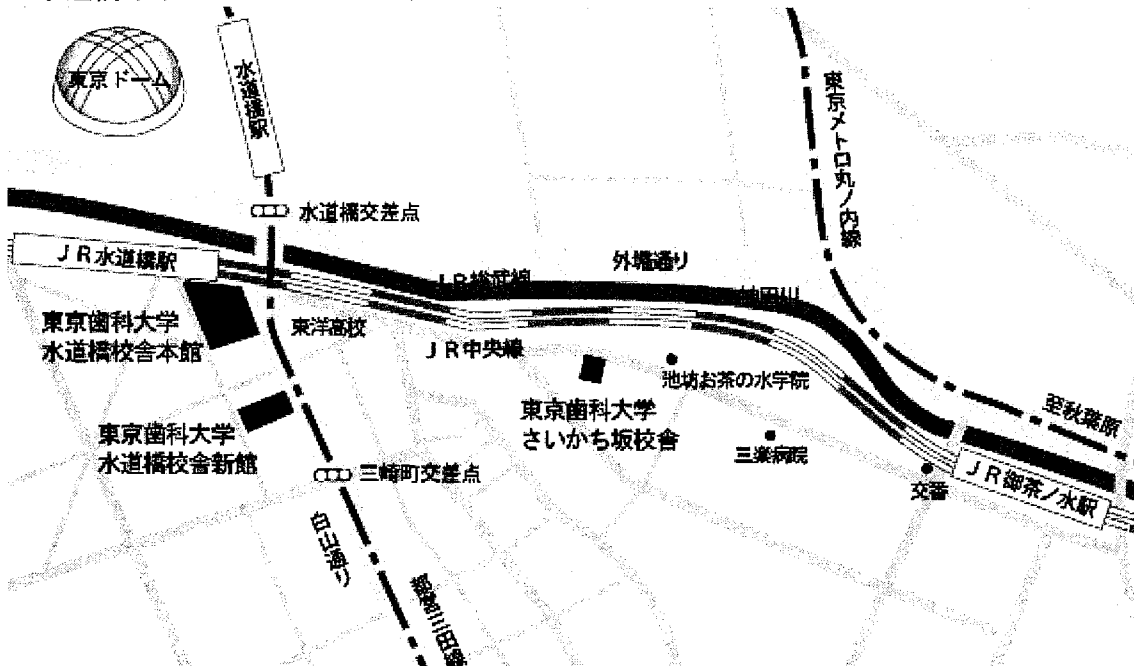 東京ドーム
水道橋駅
東京メトロ丸ノ内線
水道橋交差点
JR水道橋駅
JR総武線
外堀通り
神田川
東京歯科大学
水道橋校舎本館
東洋高校
JR中央線
池坊お茶の水学院
東京歯科大学
さいかち坂校舎
至秋葉原
東京歯科大学
水道橋校舎新館
三楽病院
三崎町交差点
交番
JR御茶ノ水駅
白山通り
都営三田線